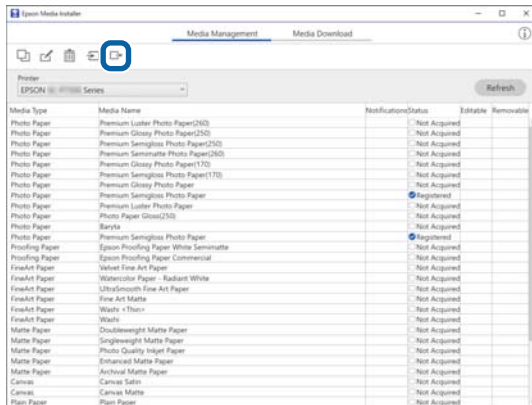 Epson Media Installer
Media Management Media Download
Printer
EPSON Series
Refresh
Media Type Media Name Notifications Status Editable Removable
Photo Paper Premium Luster Photo Paper(260) Not Acquired
Photo Paper Premium Glossy Photo Paper(250) Not Acquired
Photo Paper Premium Semigloss Photo Paper(250) Not Acquired
Photo Paper Premium Semimatte Photo Paper(260) Not Acquired
Photo Paper Premium Glossy Photo Paper(170) Not Acquired
Photo Paper Premium Semigloss Photo Paper(170) Not Acquired
Photo Paper Premium Glossy Photo Paper Not Acquired
Photo Paper Premium Semigloss Photo Paper Registered
Photo Paper Premium Luster Photo Paper Not Acquired
Photo Paper Photo Paper Gloss(250) Not Acquired
Photo Paper Baryta Not Acquired
Photo Paper Premium Semigloss Photo Paper Registered
Proofing Paper Epson Proofing Paper White Semimatte Not Acquired
Proofing Paper Epson Proofing Paper Commercial Not Acquired
FineArt Paper Velvet Fine Art Paper Not Acquired
FineArt Paper Watercolor Paper - Radiant White Not Acquired
FineArt Paper UltraSmooth Fine Art Paper Not Acquired
FineArt Paper Fine Art Matte Not Acquired
FineArt Paper Washi <Thin> Not Acquired
FineArt Paper Washi Not Acquired
Matte Paper Doubleweight Matte Paper Not Acquired
Matte Paper Singleweight Matte Paper Not Acquired
Matte Paper Photo Quality Inkjet Paper Not Acquired
Matte Paper Enhanced Matte Paper Not Acquired
Matte Paper Archival Matte Paper Not Acquired
Canvas Canvas Satin Not Acquired
Canvas Canvas Matte Not Acquired
Plain Paper Plain Paper Not Acquired